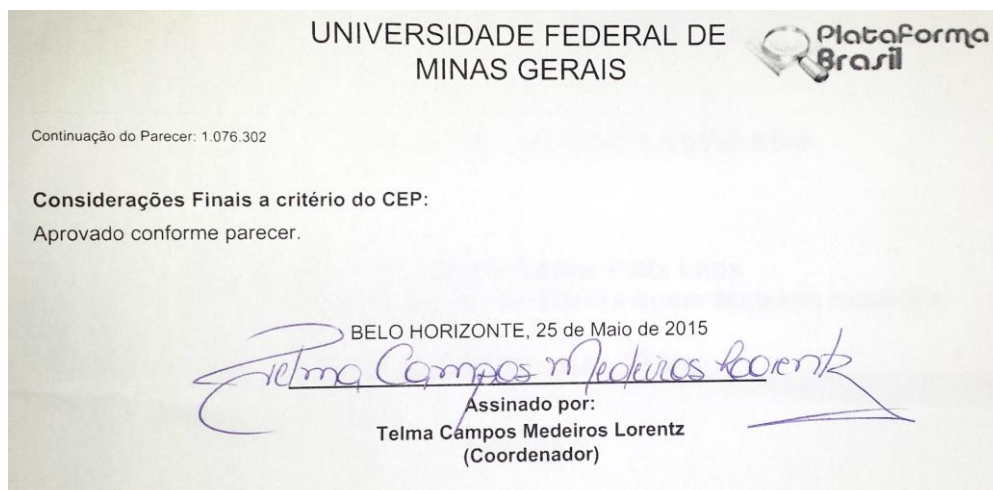 UNIVERSIDADE FEDERAL DE
MINAS GERAIS
Plataforma
Brasil
Continuação do Parecer: 1.076.302
Considerações Finais a critério do CEP:
Aprovado conforme parecer.
BELO HORIZONTE, 25 de Maio de 2015
Telma Campos Medeiros Lorentz
Assinado por:
Telma Campos Medeiros Lorentz
(Coordenador)